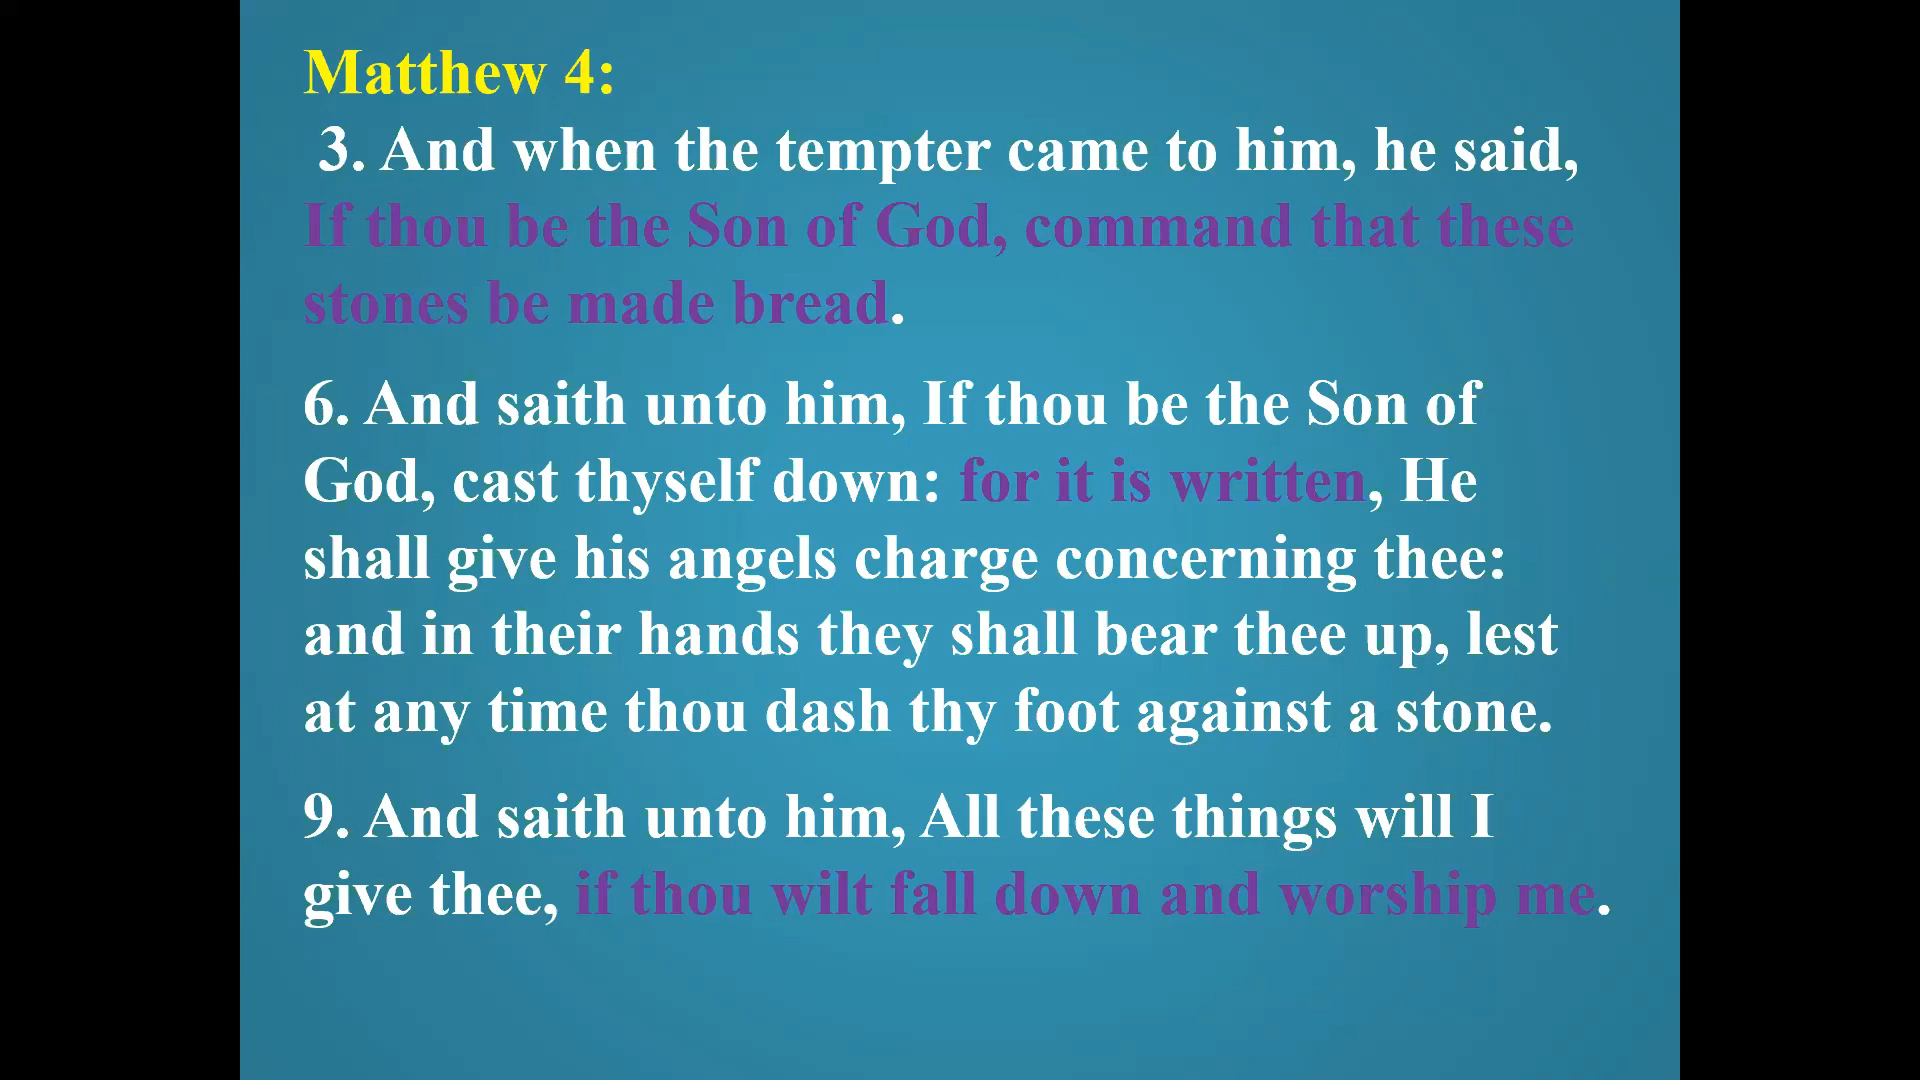 Matthew 4:
3. And when the tempter came to him, he said,
If thou be the Son of God, command that these
stones be made bread.
6. And saith unto him, If thou be the Son of
God, cast thyself down: for it is written, He
shall give his angels charge concerning thee:
and in their hands they shall bear thee up, lest
at any time thou dash thy foot against a stone.
9. And saith unto him, All these things will I
give thee, if thou wilt fall down and worship me.